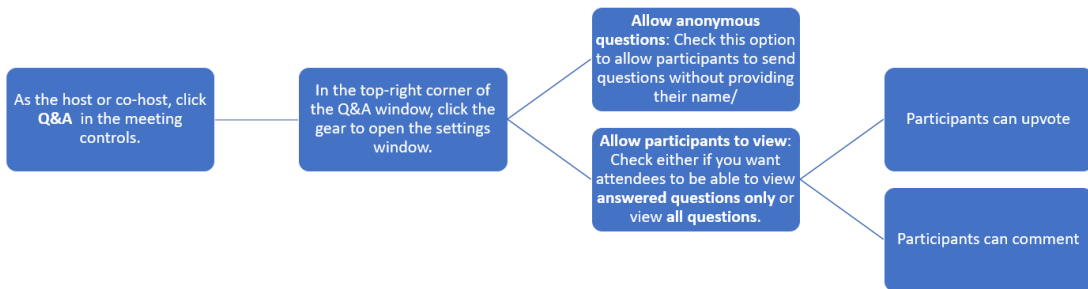 As the host or co-host, click
Q&A in the meeting
controls.
In the top-right corner of
the Q&A window, click the
gear to open the settings
window.
Allow anonymous
questions: Check this option
to allow participants to send
questions without providing
their name/
Allow participants to view:
Check either if you want
attendees to be able to view
answered questions only or
view all questions.
Participants can upvote
Participants can comment